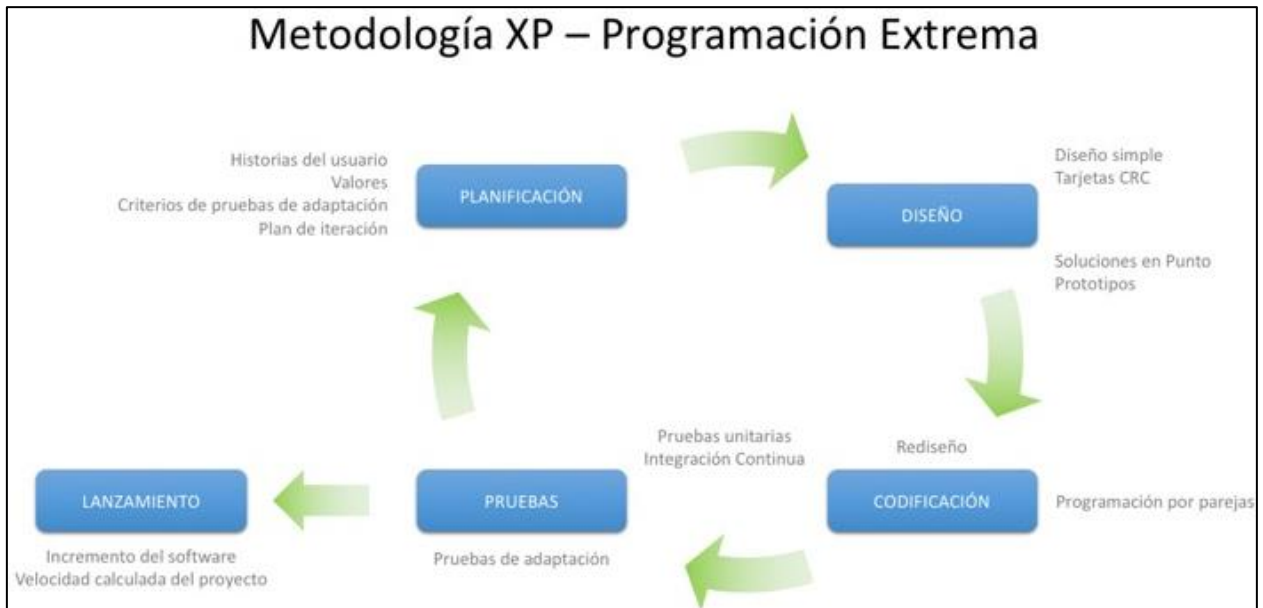 Metodología XP – Programación Extrema
Historias del usuario
Valores
Criterios de pruebas de adaptación
Plan de iteración
PLANIFICACIÓN
DISEÑO
Diseño simple
Tarjetas CRC
Soluciones en Punto
Prototipos
Rediseño
CODIFICACIÓN
Programación por parejas
Pruebas unitarias
Integración Continua
PRUEBAS
Pruebas de adaptación
LANZAMIENTO
Incremento del software
Velocidad calculada del proyecto